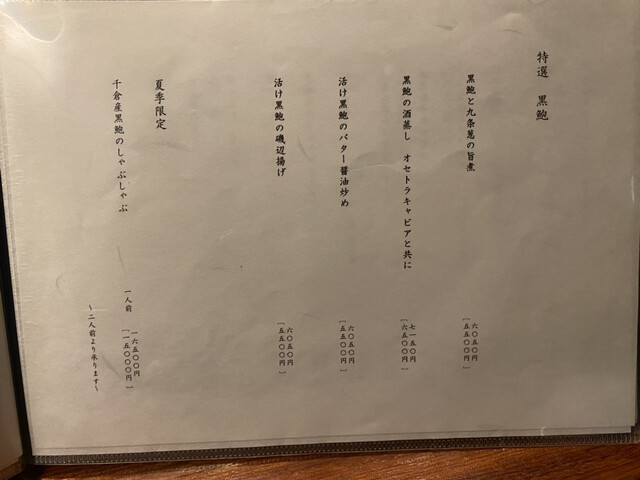 特選　黒鮑
黒鮑と九条葱の旨煮
六〇五〇円
［五五〇〇円］
黒鮑の酒蒸し　オセトラキャビアと共に
七一五〇円
［六五〇〇円］
活け黒鮑のバター醤油炒め
六〇五〇円
［五五〇〇円］
活け黒鮑の磯辺揚げ
六〇五〇円
［五五〇〇円］
夏季限定
千倉産黒鮑のしゃぶしゃぶ
一人前　一六五〇〇円
［一五〇〇〇円］
～二人前より承ります～